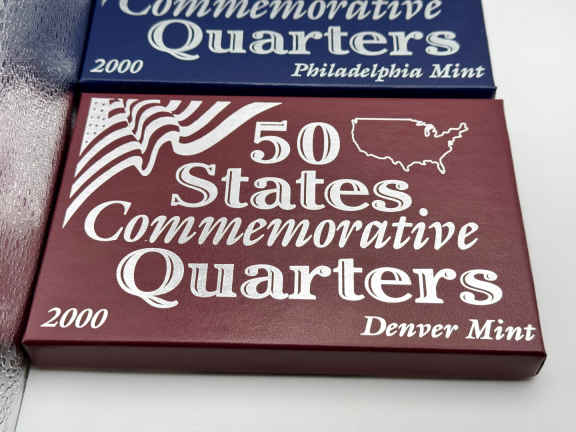 Commemorative
Quarters
2000 Philadelphia Mint
50
States
Commemorative
Quarters
2000 Denver Mint